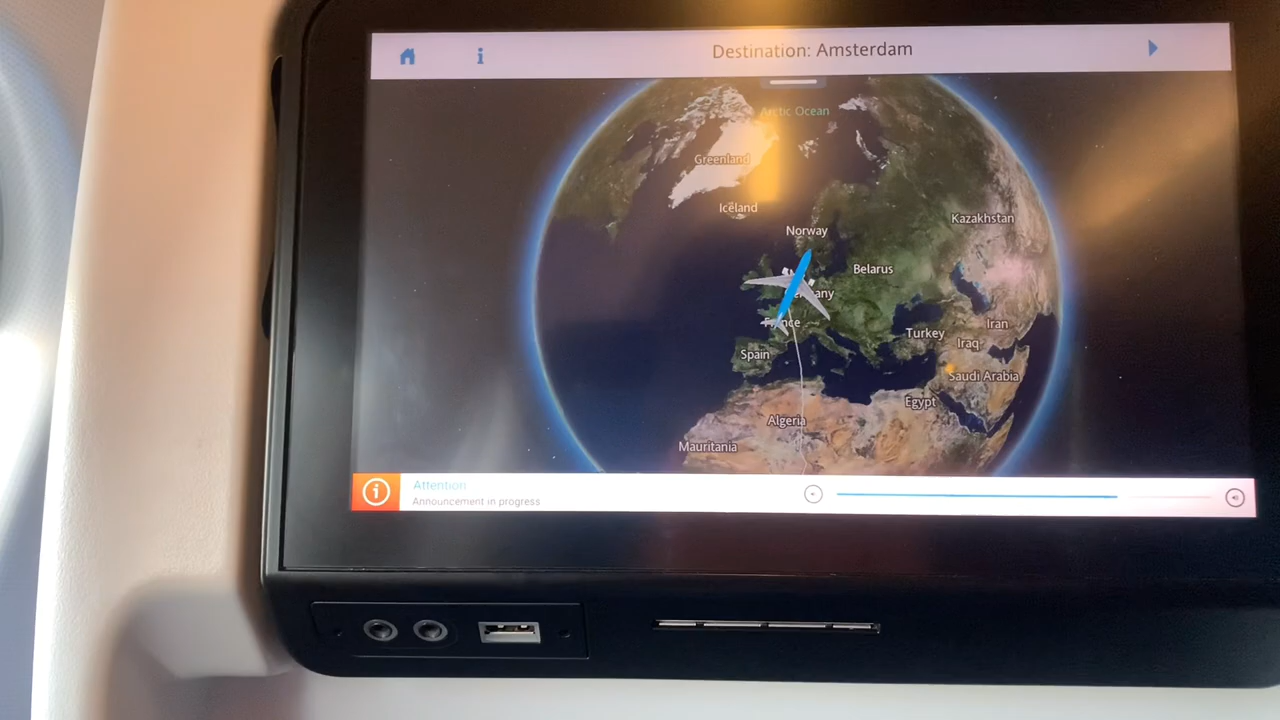 Destination: Amsterdam
Arctic Ocean
Greenland
Iceland
Norway
Kazakhstan
Belarus
Germany
France
Iran
Turkey
Iraq
Spain
Saudi Arabia
Egypt
Algeria
Mauritania
Attention
Announcement in progress